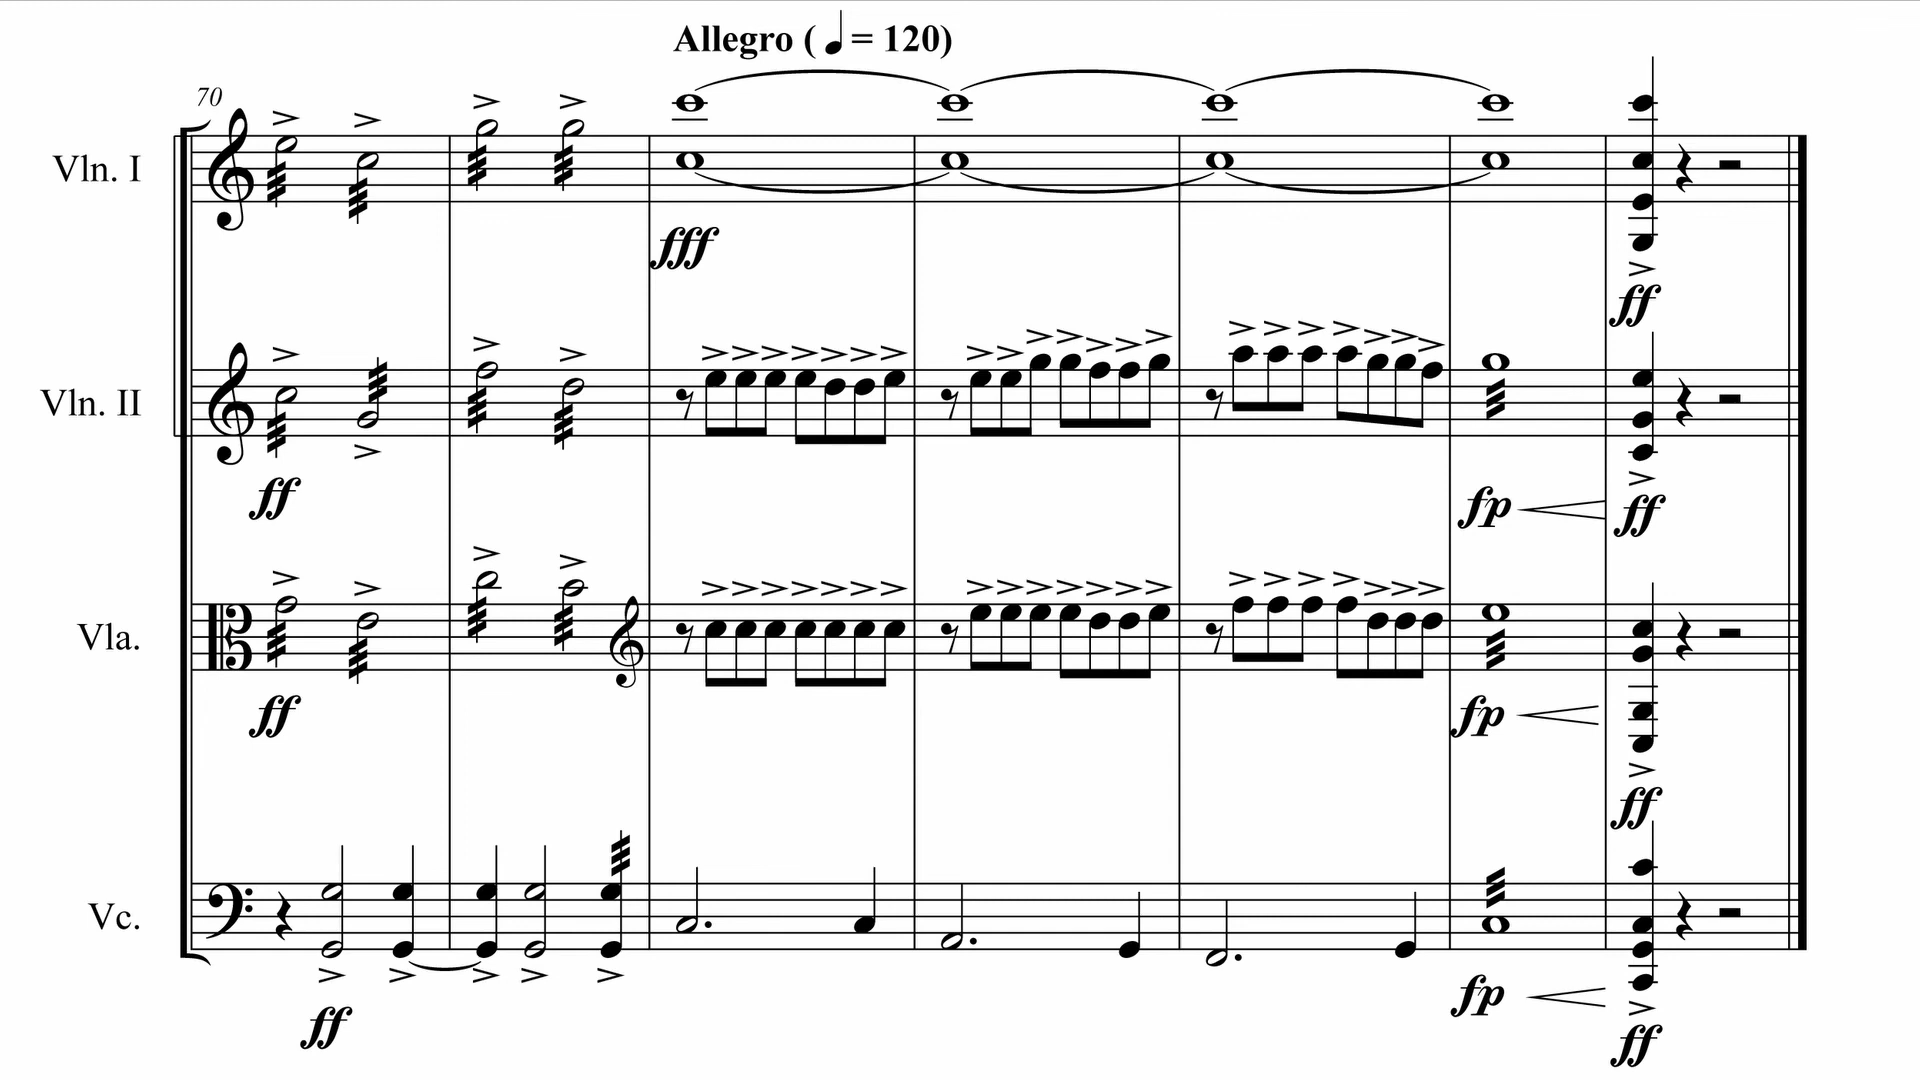 Allegro ( ♩ = 120)
70
Vln. I
fff
ff
Vln. II
ff
fp
ff
Vla.
ff
fp
ff
Vc.
ff
fp
ff